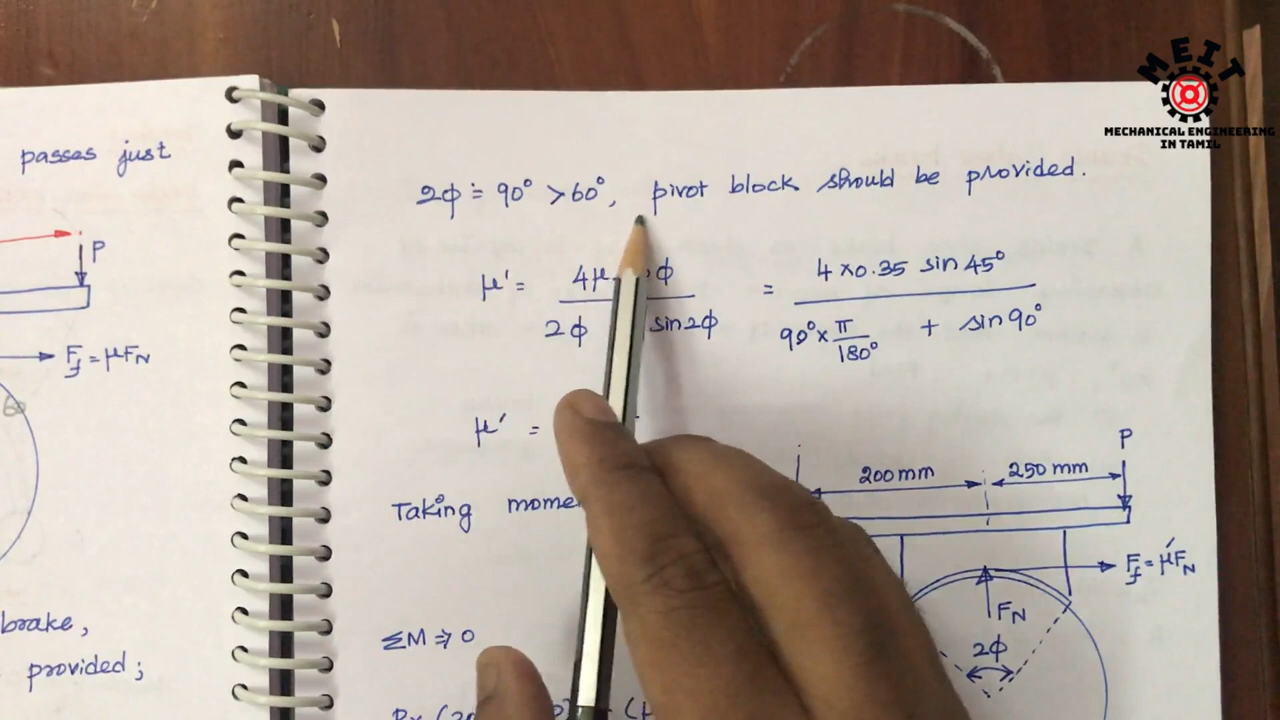 MEIT
MECHANICAL ENGINEERING
IN TAMIL
passes just
P
F_f = μF_N
brake,
provided;
2ϕ = 90° > 60°, pivot block should be provided.
μ' = 4μ ϕ / 2ϕ sin2ϕ = 4 × 0.35 sin 45° / 90° × π/180° + sin 90°
μ' =
Taking
ΣM ⇒ 0
P
200 mm 250 mm
F_f = μ'F_N
F_N
2ϕ